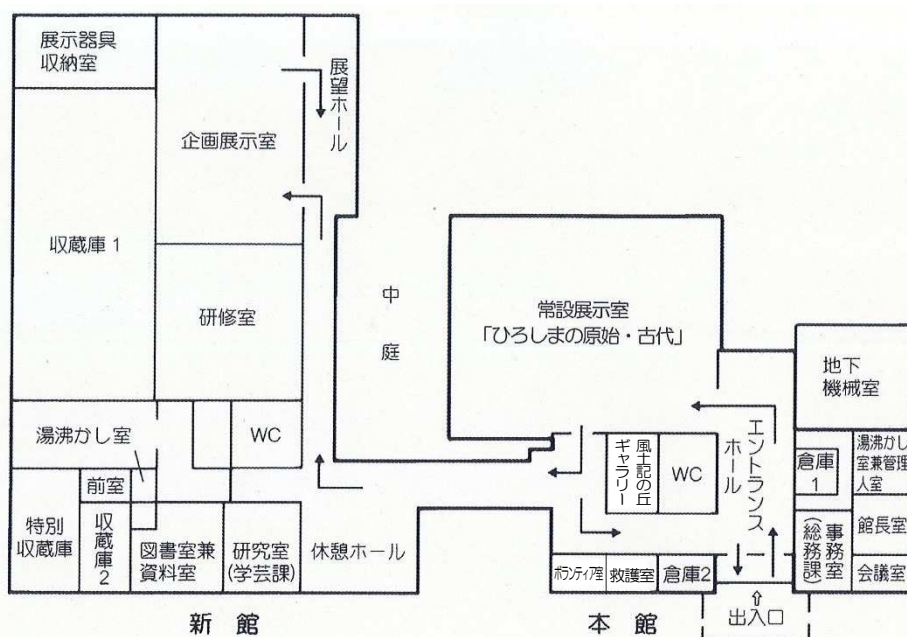 展示器具
収納室
企画展示室
展望ホール
収蔵庫 1
研修室
中庭
常設展示室
「ひろしまの原始・古代」
地下
機械室
湯沸かし室
WC
前室
特別
収蔵庫
収蔵庫2
図書室兼
資料室
研究室
(学芸課)
休憩ホール
風土記の丘
ギャラリー
WC
エントランス
ホール
倉庫
1
湯沸かし
室兼管理
人室
事務室
(総務課)
館長室
会議室
ボランティア室
救護室
倉庫2
出入口
新 館
本 館